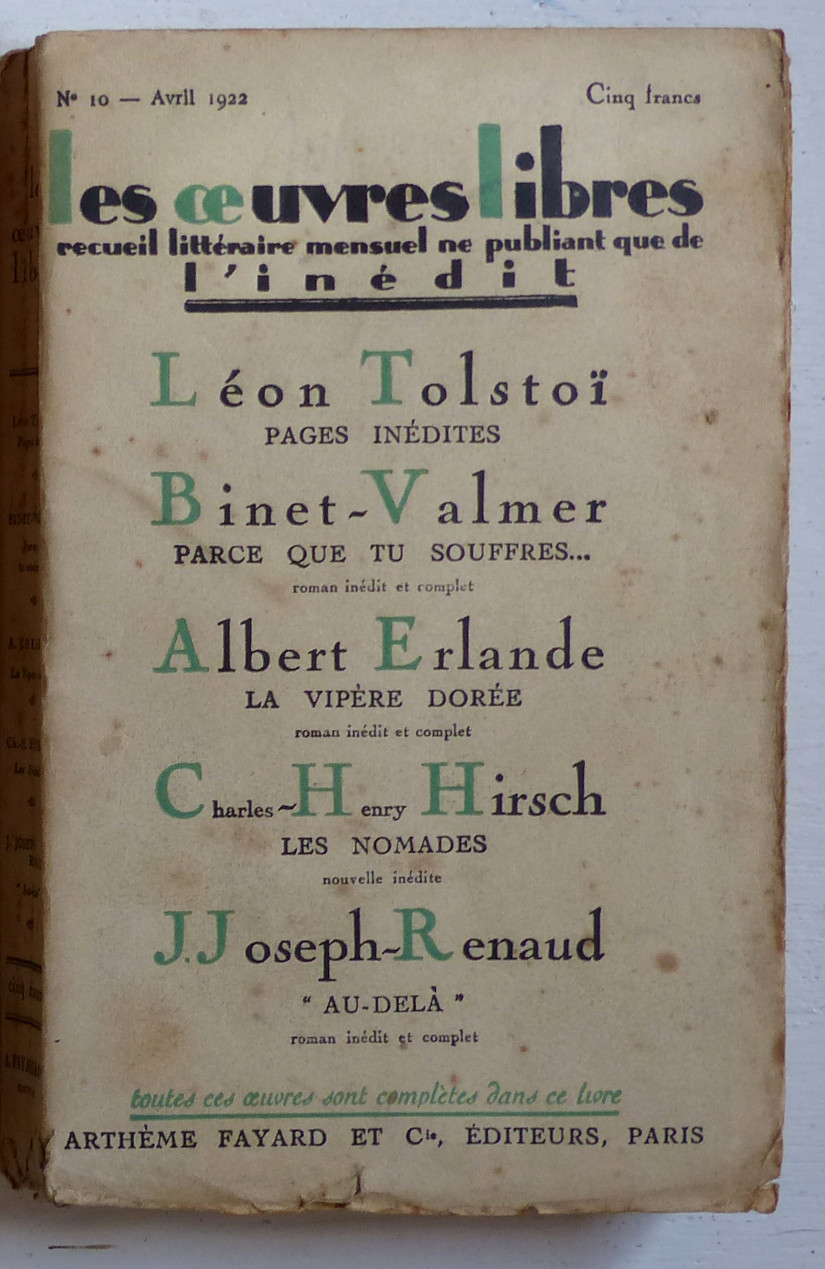 N° 10 — Avril 1922
Cinq francs
les œuvres libres
recueil littéraire mensuel ne publiant que de
l'inédit
Léon Tolstoï
PAGES INÉDITES
Binet-Valmer
PARCE QUE TU SOUFFRES...
roman inédit et complet
Albert Erlande
LA VIPÈRE DORÉE
roman inédit et complet
Charles-Henry Hirsch
LES NOMADES
nouvelle inédite
J. Joseph-Renaud
“ AU-DELÀ ”
roman inédit et complet
toutes ces œuvres sont complètes dans ce livre
ARTHÈME FAYARD ET Cie, ÉDITEURS, PARIS